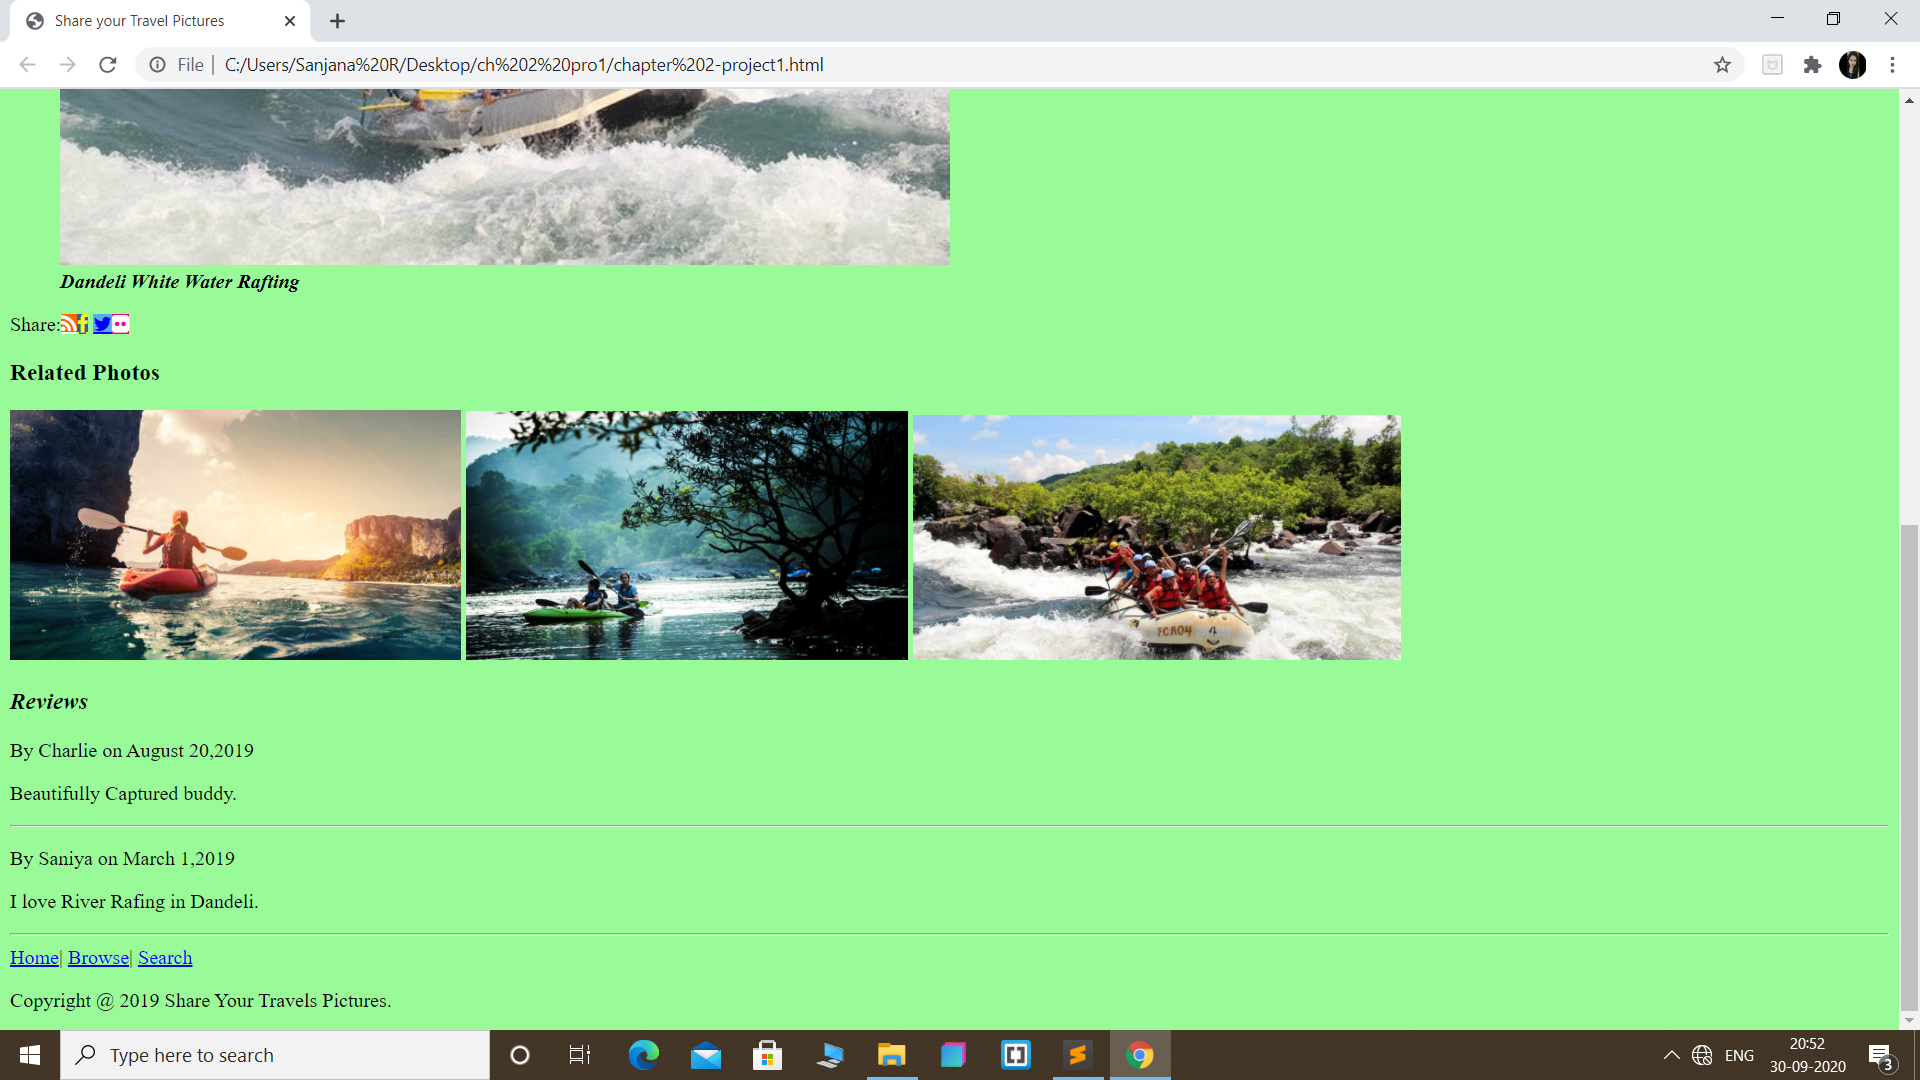 Share your Travel Pictures
File | C:/Users/Sanjana%20R/Desktop/ch%202%20pro1/chapter%202-project1.html
Dandeli White Water Rafting
Share:
Related Photos
FCR04
Reviews
By Charlie on August 20,2019
Beautifully Captured buddy.
By Saniya on March 1,2019
I love River Rafing in Dandeli.
Home| Browse| Search
Copyright @ 2019 Share Your Travels Pictures.
Type here to search
ENG
20:52
30-09-2020
3